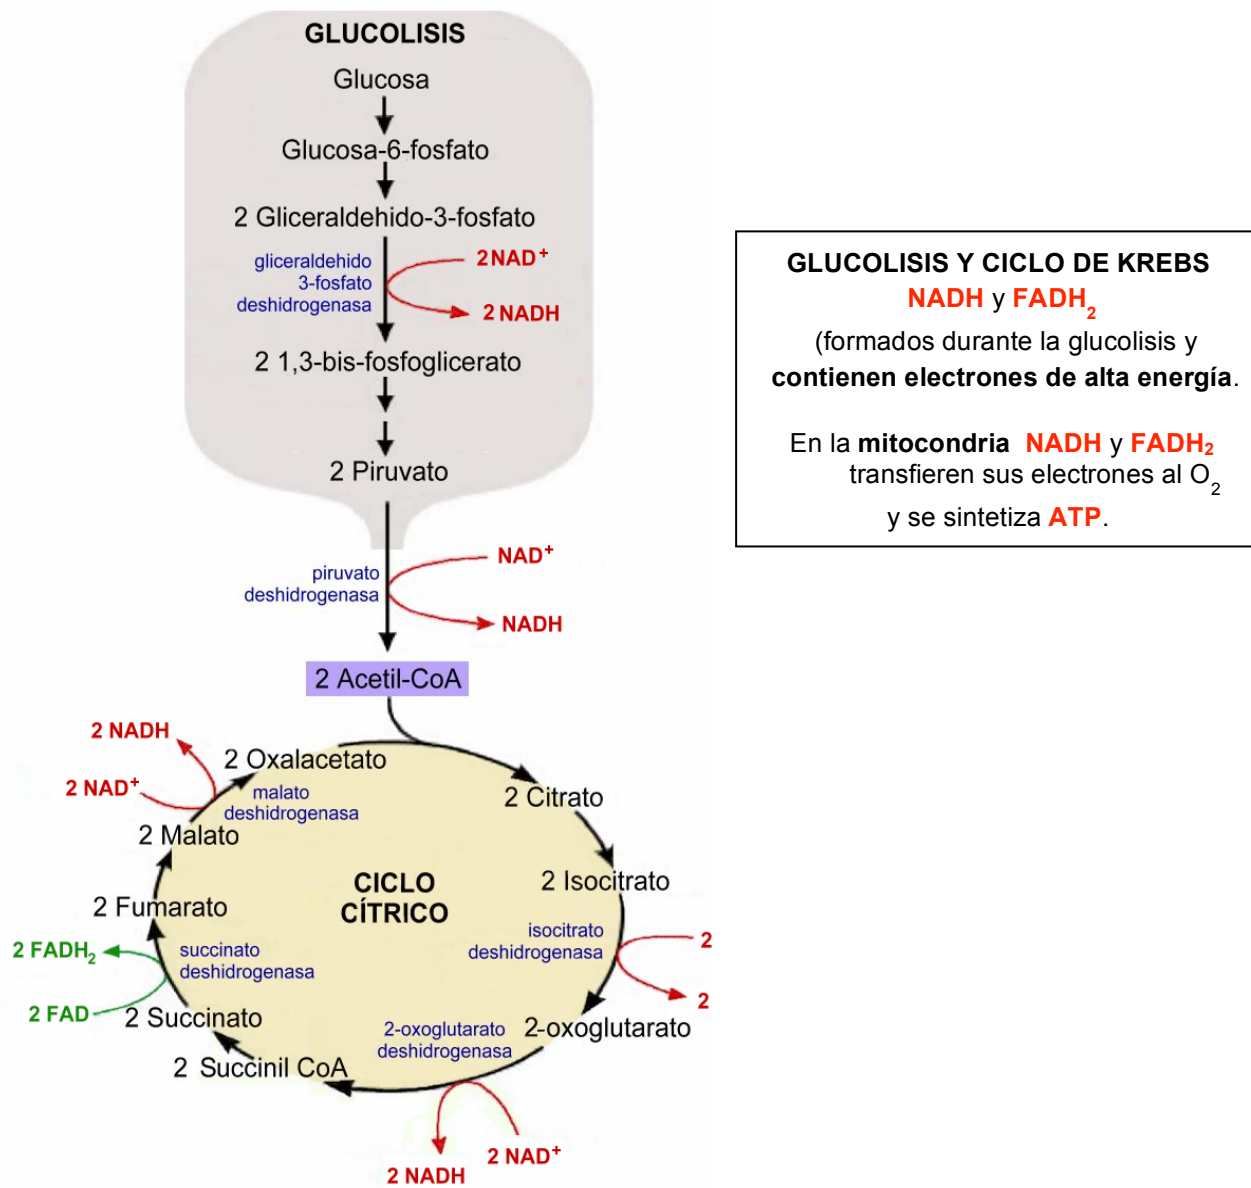 GLUCOLISIS
Glucosa
Glucosa-6-fosfato
2 Gliceraldehido-3-fosfato
gliceraldehido
3-fosfato
deshidrogenasa
2NAD⁺
2 NADH
2 1,3-bis-fosfoglicerato
2 Piruvato
piruvato
deshidrogenasa
NAD⁺
NADH
2 Acetil-CoA
2 NADH
2 NAD⁺
2 Oxalacetato
malato
deshidrogenasa
2 Citrato
2 Malato
2 Isocitrato
CICLO
CÍTRICO
2 Fumarato
isocitrato
deshidrogenasa
2
2
2 FADH₂
succinato
deshidrogenasa
2 FAD
2 Succinato
2-oxoglutarato
2-oxoglutarato
deshidrogenasa
2 Succinil CoA
2 NADH
2 NAD⁺
GLUCOLISIS Y CICLO DE KREBS
NADH y FADH₂
(formados durante la glucolisis y
contienen electrones de alta energía.
En la mitocondria NADH y FADH₂
transfieren sus electrones al O₂
y se sintetiza ATP.